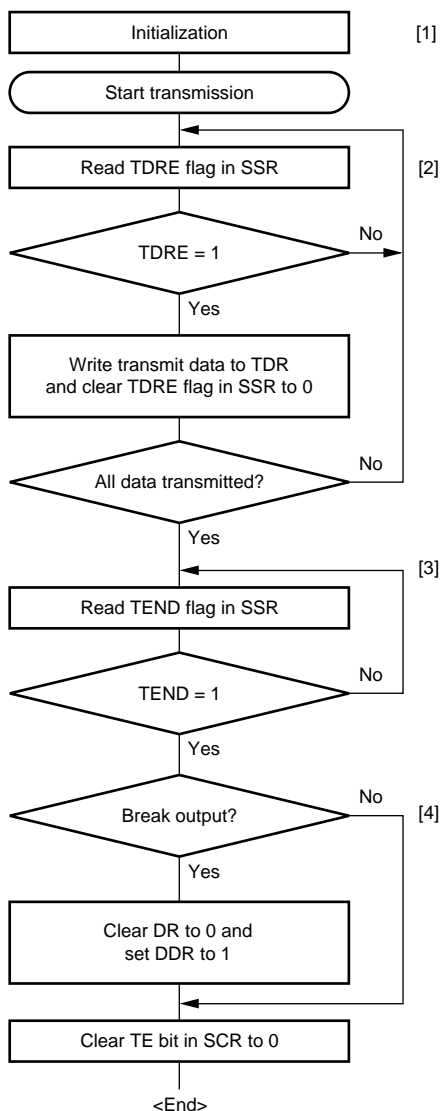 Initialization
[1]
Start transmission
Read TDRE flag in SSR
[2]
TDRE = 1
No
Yes
Write transmit data to TDR
and clear TDRE flag in SSR to 0
All data transmitted?
No
Yes
[3]
Read TEND flag in SSR
TEND = 1
No
Yes
Break output?
No
[4]
Yes
Clear DR to 0 and
set DDR to 1
Clear TE bit in SCR to 0
<End>